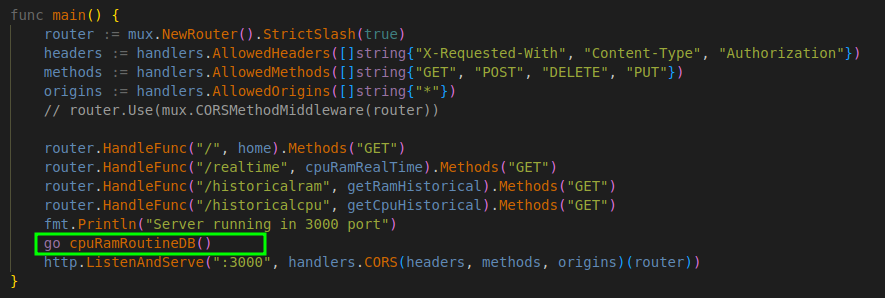 func main() {
    router := mux.NewRouter().StrictSlash(true)
    headers := handlers.AllowedHeaders([]string{"X-Requested-With", "Content-Type", "Authorization"})
    methods := handlers.AllowedMethods([]string{"GET", "POST", "DELETE", "PUT"})
    origins := handlers.AllowedOrigins([]string{"*"})
    // router.Use(mux.CORSMethodMiddleware(router))

    router.HandleFunc("/", home).Methods("GET")
    router.HandleFunc("/realtime", cpuRamRealTime).Methods("GET")
    router.HandleFunc("/historicalram", getRamHistorical).Methods("GET")
    router.HandleFunc("/historicalcpu", getCpuHistorical).Methods("GET")
    fmt.Println("Server running in 3000 port")
    go cpuRamRoutineDB()
    http.ListenAndServe(":3000", handlers.CORS(headers, methods, origins)(router))
}